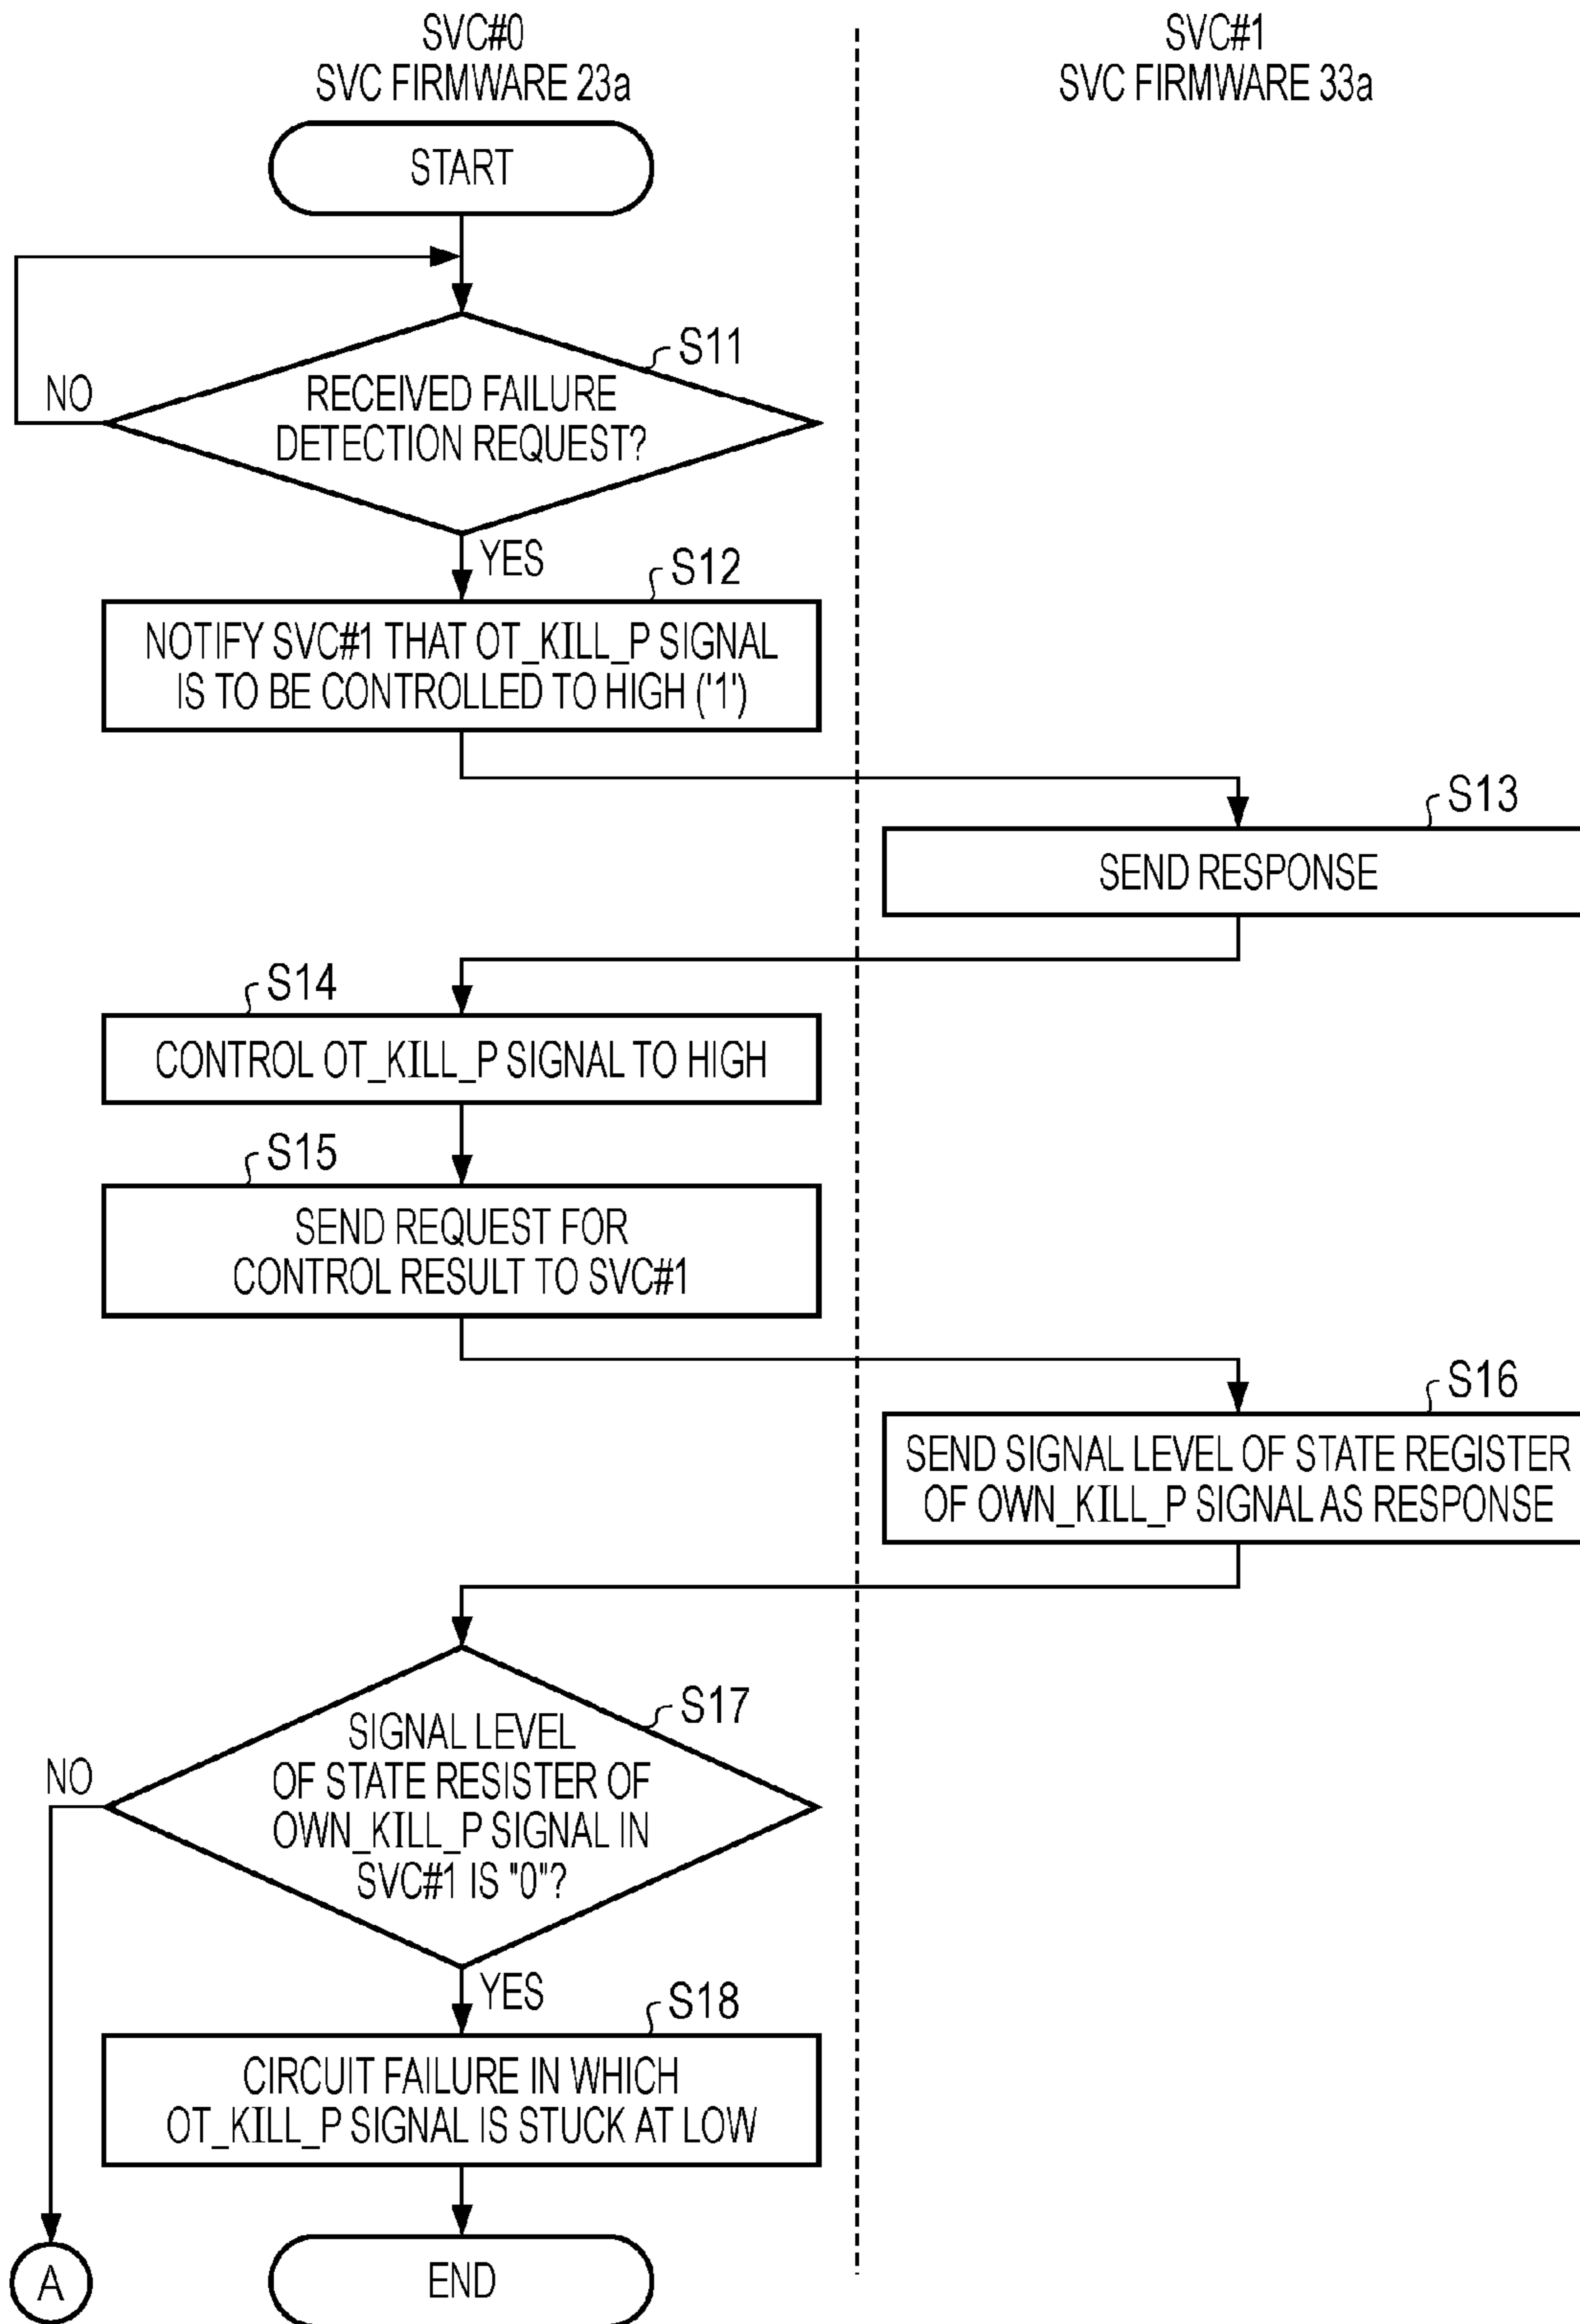 SVC#0
SVC FIRMWARE 23a
SVC#1
SVC FIRMWARE 33a
START
S11
NO
RECEIVED FAILURE
DETECTION REQUEST?
YES
S12
NOTIFY SVC#1 THAT OT_KILL_P SIGNAL
IS TO BE CONTROLLED TO HIGH ('1')
S13
SEND RESPONSE
S14
CONTROL OT_KILL_P SIGNAL TO HIGH
S15
SEND REQUEST FOR
CONTROL RESULT TO SVC#1
S16
SEND SIGNAL LEVEL OF STATE REGISTER
OF OWN_KILL_P SIGNAL AS RESPONSE
S17
NO
SIGNAL LEVEL
OF STATE RESISTER OF
OWN_KILL_P SIGNAL IN
SVC#1 IS "0"?
YES
S18
CIRCUIT FAILURE IN WHICH
OT_KILL_P SIGNAL IS STUCK AT LOW
A
END